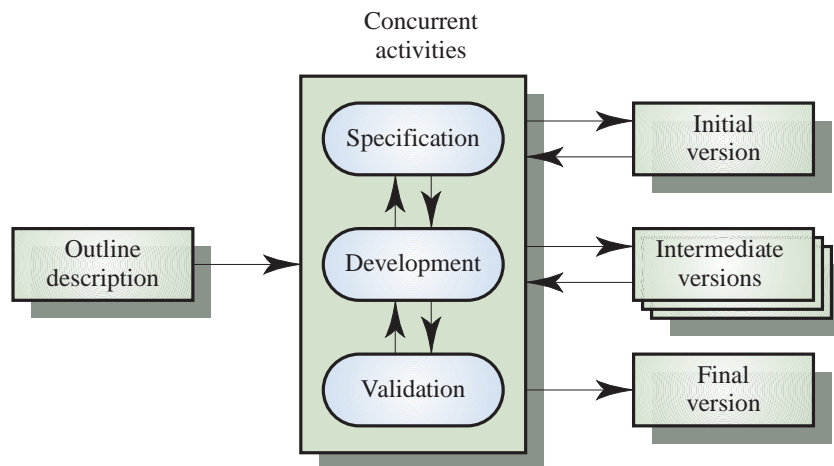 Concurrent
activities
Specification
Initial
version
Outline
description
Development
Intermediate
versions
Validation
Final
version